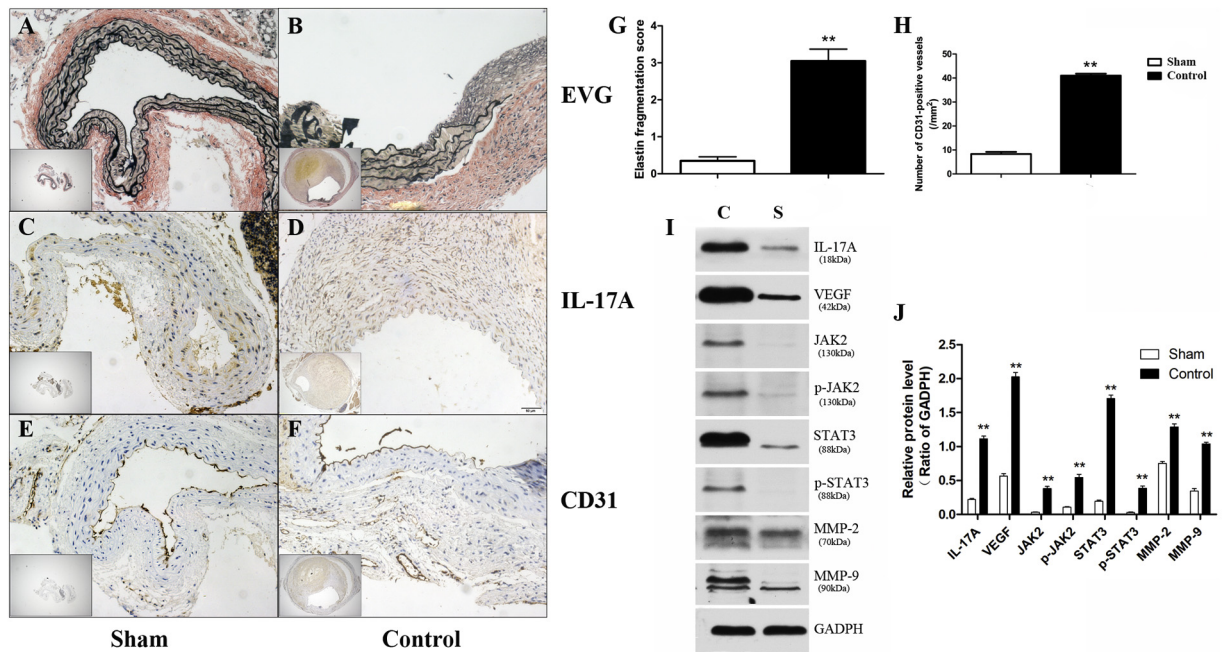 A
B
EVG
C
D
IL-17A
E
F
CD31
Sham
Control
G
Elastin fragmentation score
4
3
2
1
0
**
H
Number of CD31-positive vessels
(/mm²)
50
40
30
20
10
0
**
Sham
Control
I
C
S
IL-17A
(18kDa)
VEGF
(42kDa)
JAK2
(130kDa)
p-JAK2
(130kDa)
STAT3
(88kDa)
p-STAT3
(88kDa)
MMP-2
(70kDa)
MMP-9
(90kDa)
GADPH
J
Relative protein level
(Ratio of GADPH)
2.5
2.0
1.5
1.0
0.5
0.0
Sham
Control
**
**
**
**
**
**
**
**
IL-17A
VEGF
JAK2
p-JAK2
STAT3
p-STAT3
MMP-2
MMP-9